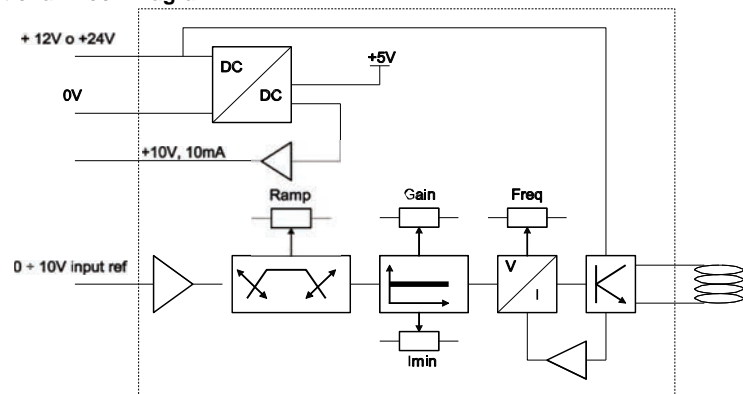 + 12V o +24V
DC
DC
+5V
0V
+10V, 10mA
Ramp
Gain
Freq
0 ÷ 10V input ref
V
I
Imin